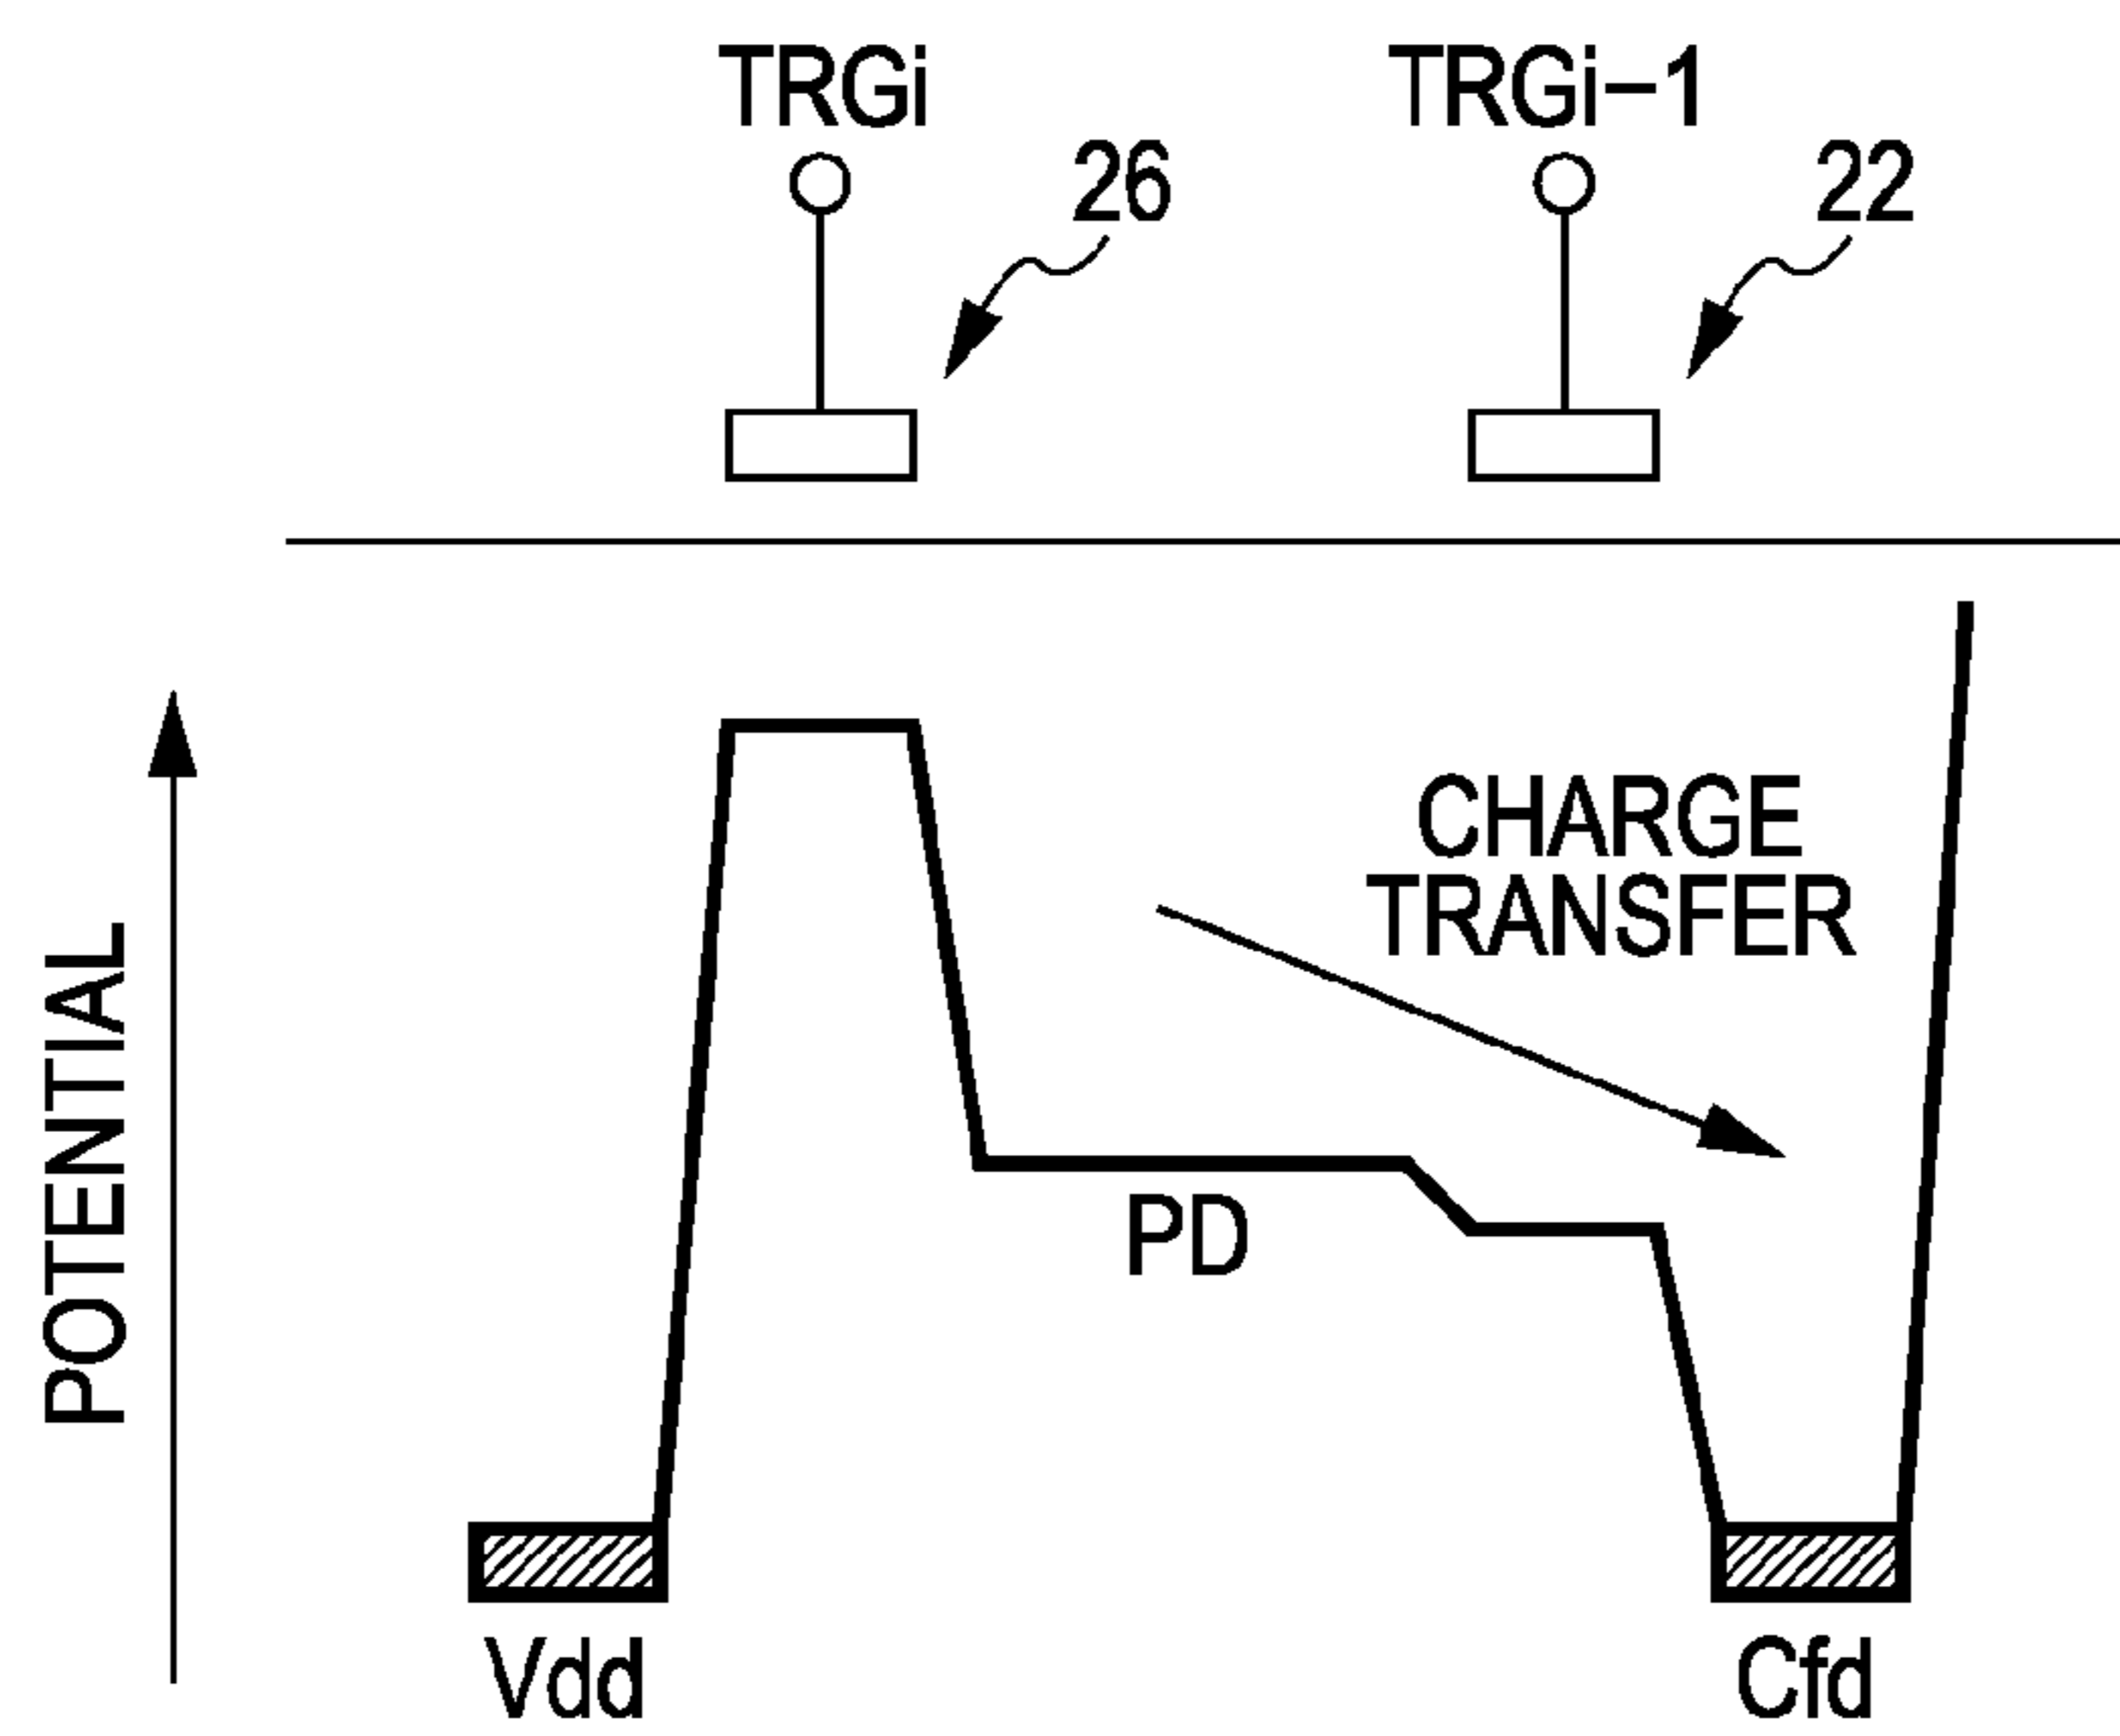 TRGi
TRGi-1
26
22
POTENTIAL
CHARGE
TRANSFER
PD
Vdd
Cfd